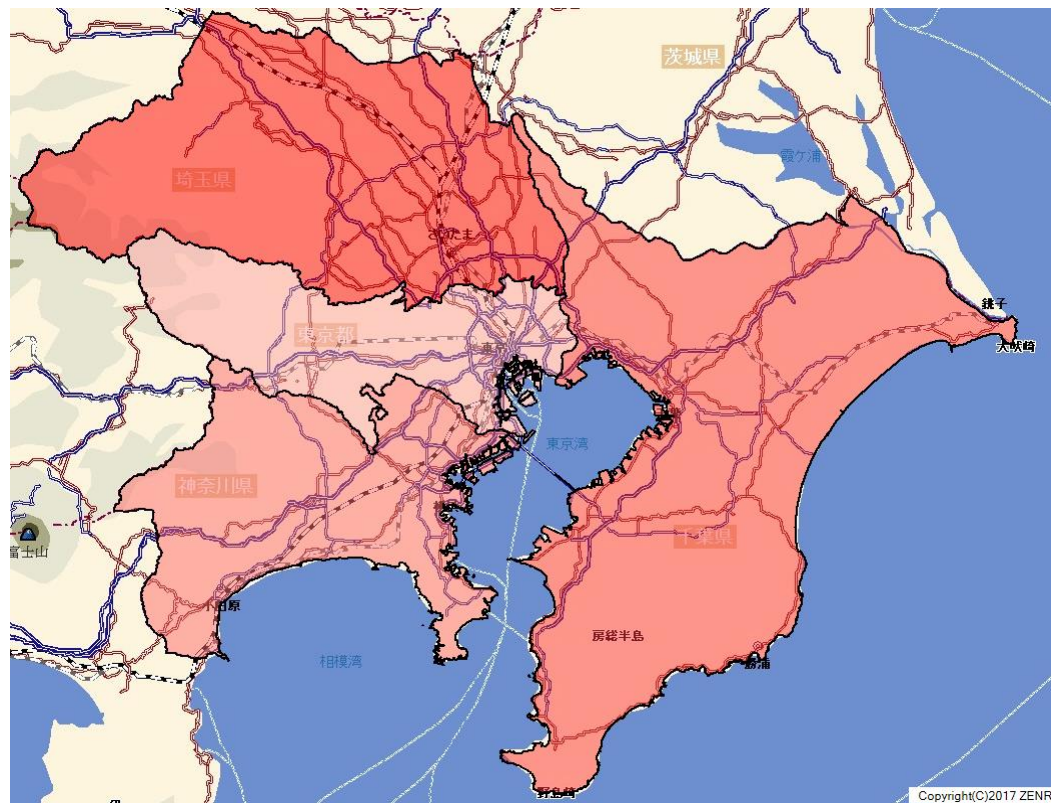 茨城県
霞ケ浦
埼玉県
さいたま
銚子
東京都
東京
犬吠崎
東京湾
神奈川県
千葉県
富士山
小田原
房総半島
相模湾
勝浦
野島崎
Copyright(C)2017 ZENR